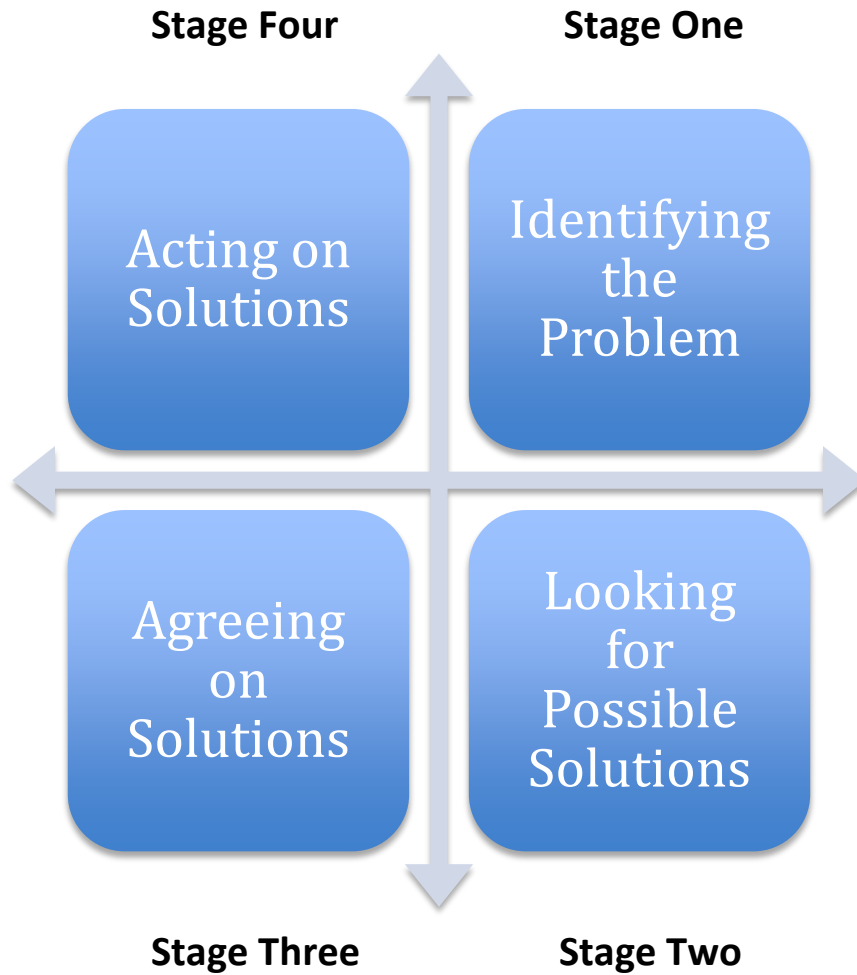 Stage Four
Stage One
Acting on
Solutions
Identifying
the
Problem
Agreeing
on
Solutions
Looking
for
Possible
Solutions
Stage Three
Stage Two